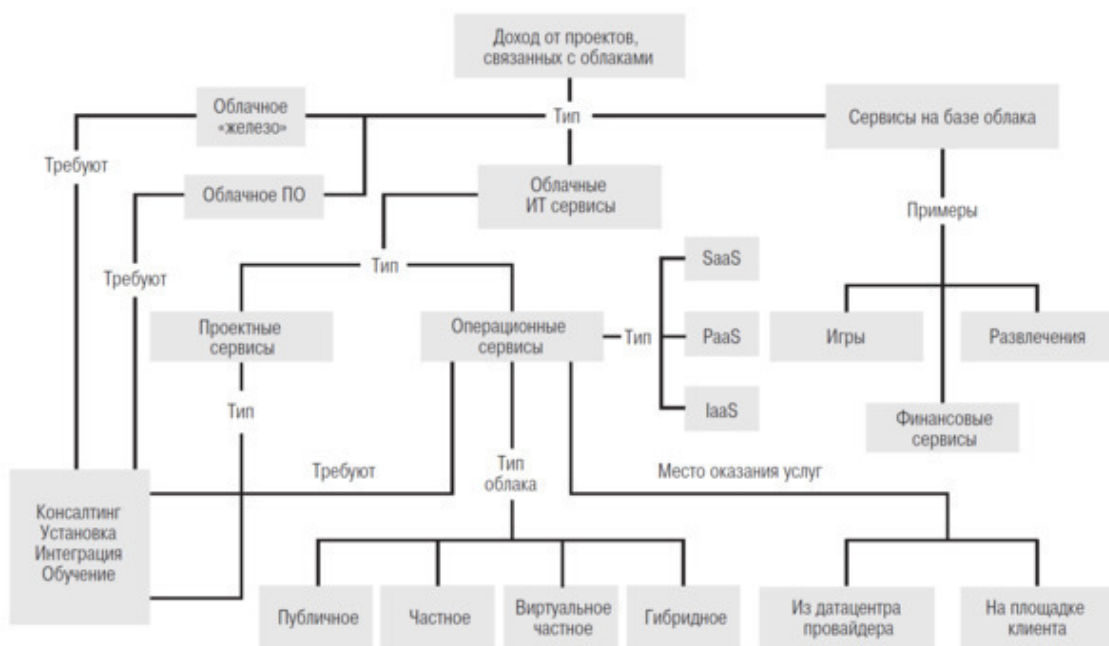 Доход от проектов,
связанных с облаками
Облачное
«железо»
Тип
Сервисы на базе облака
Требуют
Облачное ПО
Облачные
ИТ сервисы
Примеры
Требуют
Тип
SaaS
Проектные
сервисы
Операционные
сервисы
Тип
PaaS
Игры
Развлечения
Тип
IaaS
Финансовые
сервисы
Требуют
Тип
облака
Место оказания услуг
Консалтинг
Установка
Интеграция
Обучение
Публичное
Частное
Виртуальное
частное
Гибридное
Из датацентра
провайдера
На площадке
клиента